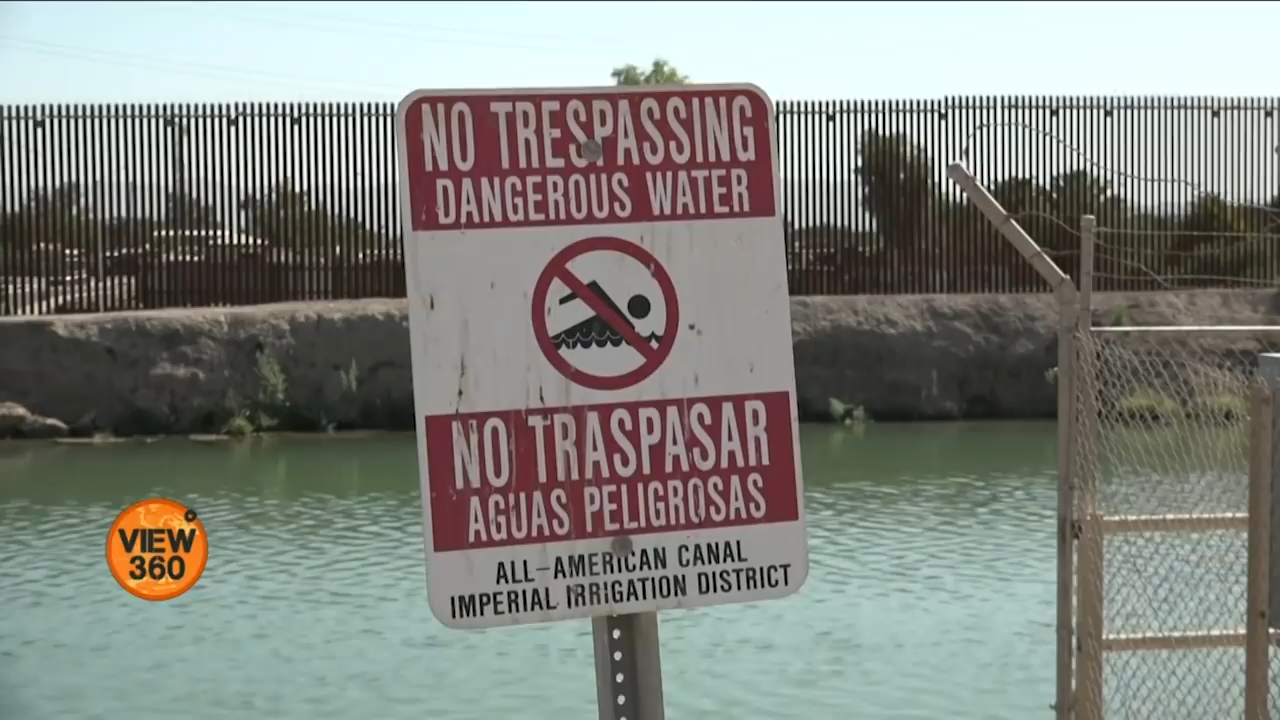 NO TRESPASSING
DANGEROUS WATER
NO TRASPASAR
AGUAS PELIGROSAS
ALL-AMERICAN CANAL
IMPERIAL IRRIGATION DISTRICT
VIEW°
360